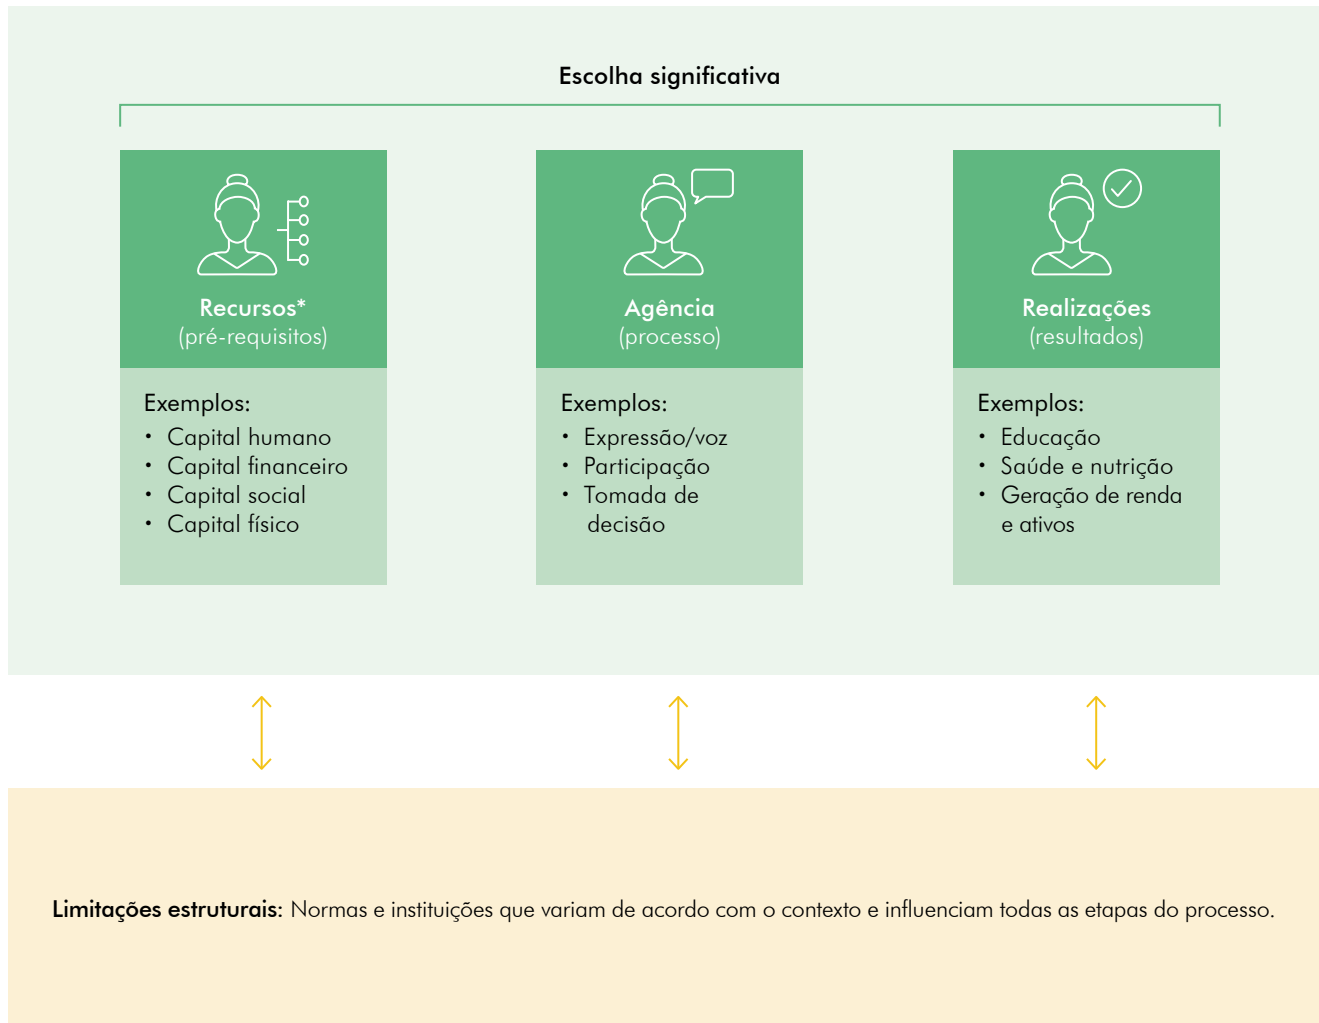 Escolha significativa
Recursos*
(pré-requisitos)
Exemplos:
• Capital humano
• Capital financeiro
• Capital social
• Capital físico
Agência
(processo)
Exemplos:
• Expressão/voz
• Participação
• Tomada de
decisão
Realizações
(resultados)
Exemplos:
• Educação
• Saúde e nutrição
• Geração de renda
e ativos
Limitações estruturais: Normas e instituições que variam de acordo com o contexto e influenciam todas as etapas do processo.